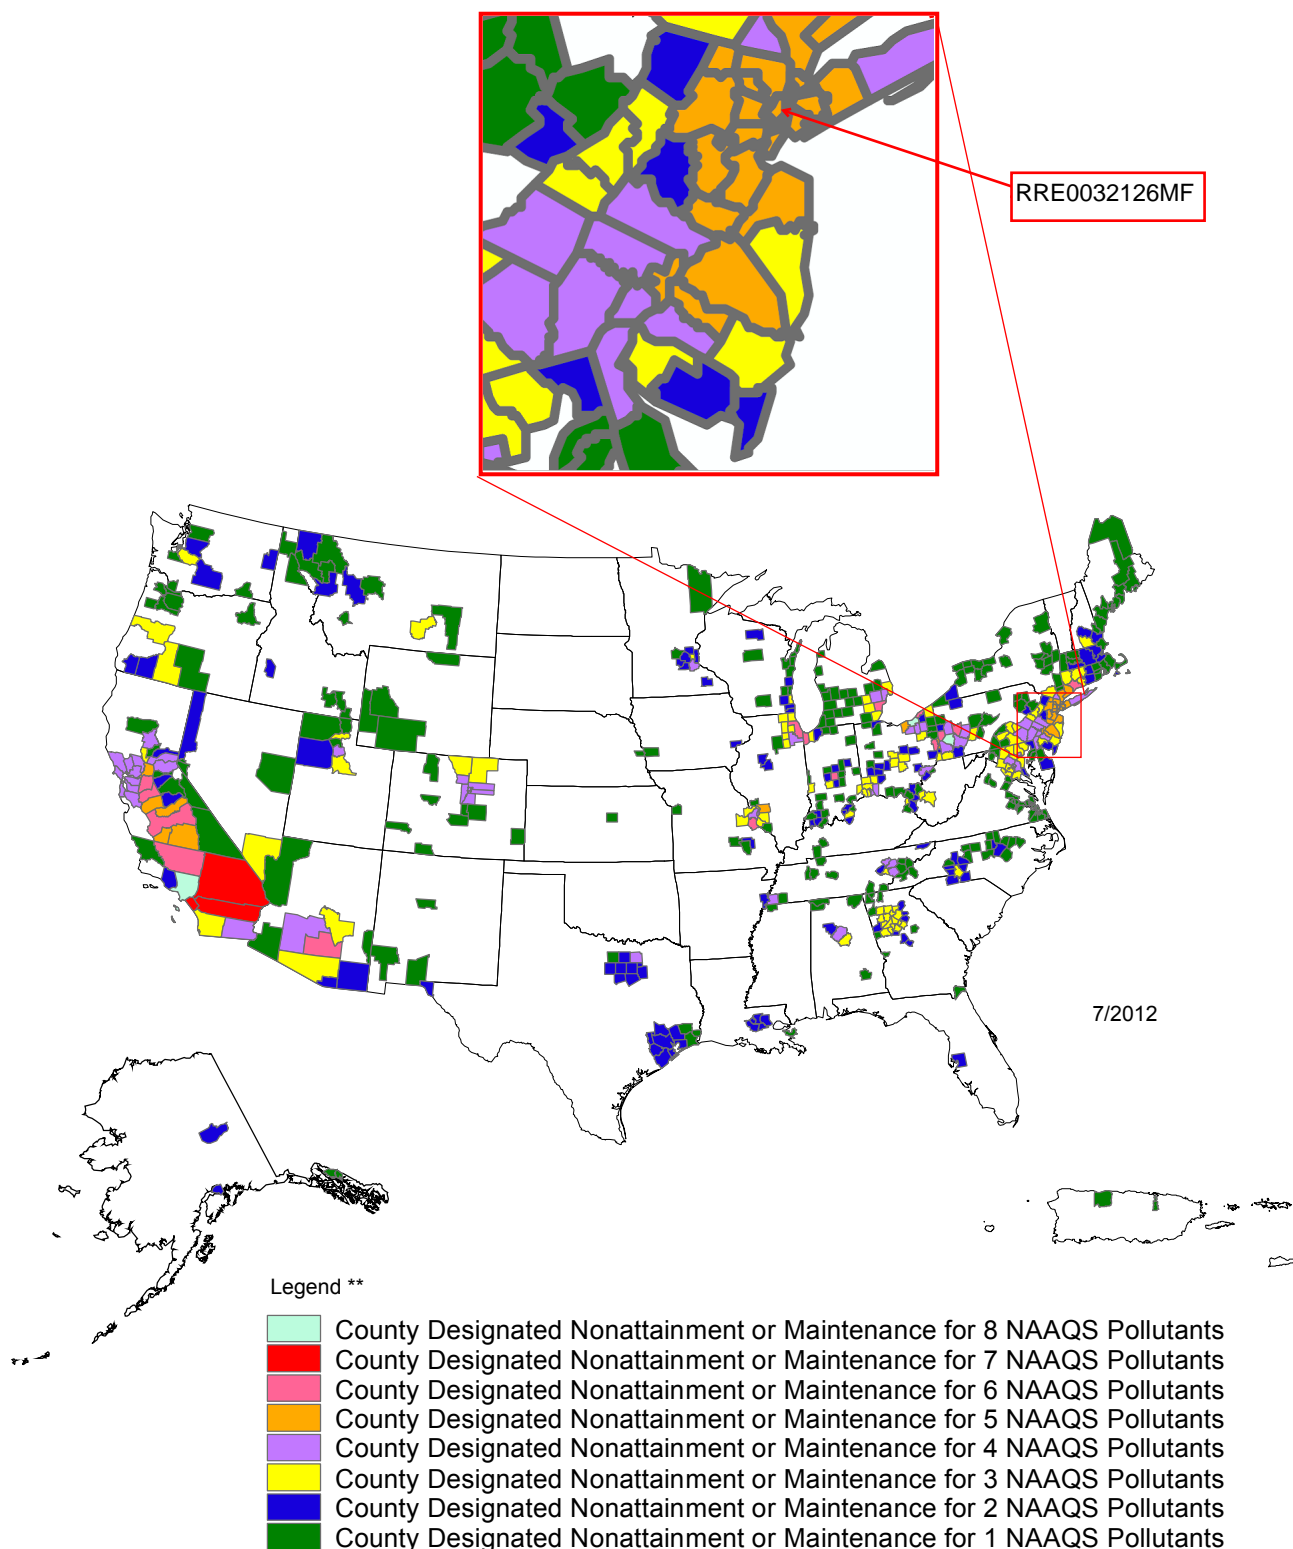 RRE0032126MF
7/2012
Legend **
County Designated Nonattainment or Maintenance for 8 NAAQS Pollutants
County Designated Nonattainment or Maintenance for 7 NAAQS Pollutants
County Designated Nonattainment or Maintenance for 6 NAAQS Pollutants
County Designated Nonattainment or Maintenance for 5 NAAQS Pollutants
County Designated Nonattainment or Maintenance for 4 NAAQS Pollutants
County Designated Nonattainment or Maintenance for 3 NAAQS Pollutants
County Designated Nonattainment or Maintenance for 2 NAAQS Pollutants
County Designated Nonattainment or Maintenance for 1 NAAQS Pollutants